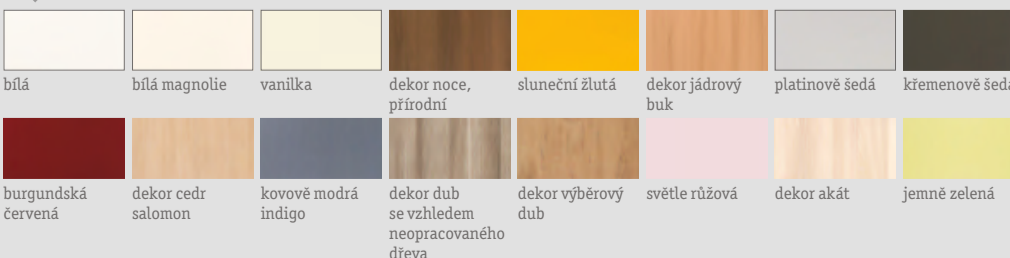 bílá
bílá magnolie
vanilka
dekor noce,
přírodní
sluneční žlutá
dekor jádrový
buk
platinově šedá
křemenově šedá
burgundská
červená
dekor cedr
salomon
kovově modrá
indigo
dekor dub
se vzhledem
neopracovaného
dřeva
dekor výběrový
dub
světle růžová
dekor akát
jemně zelená